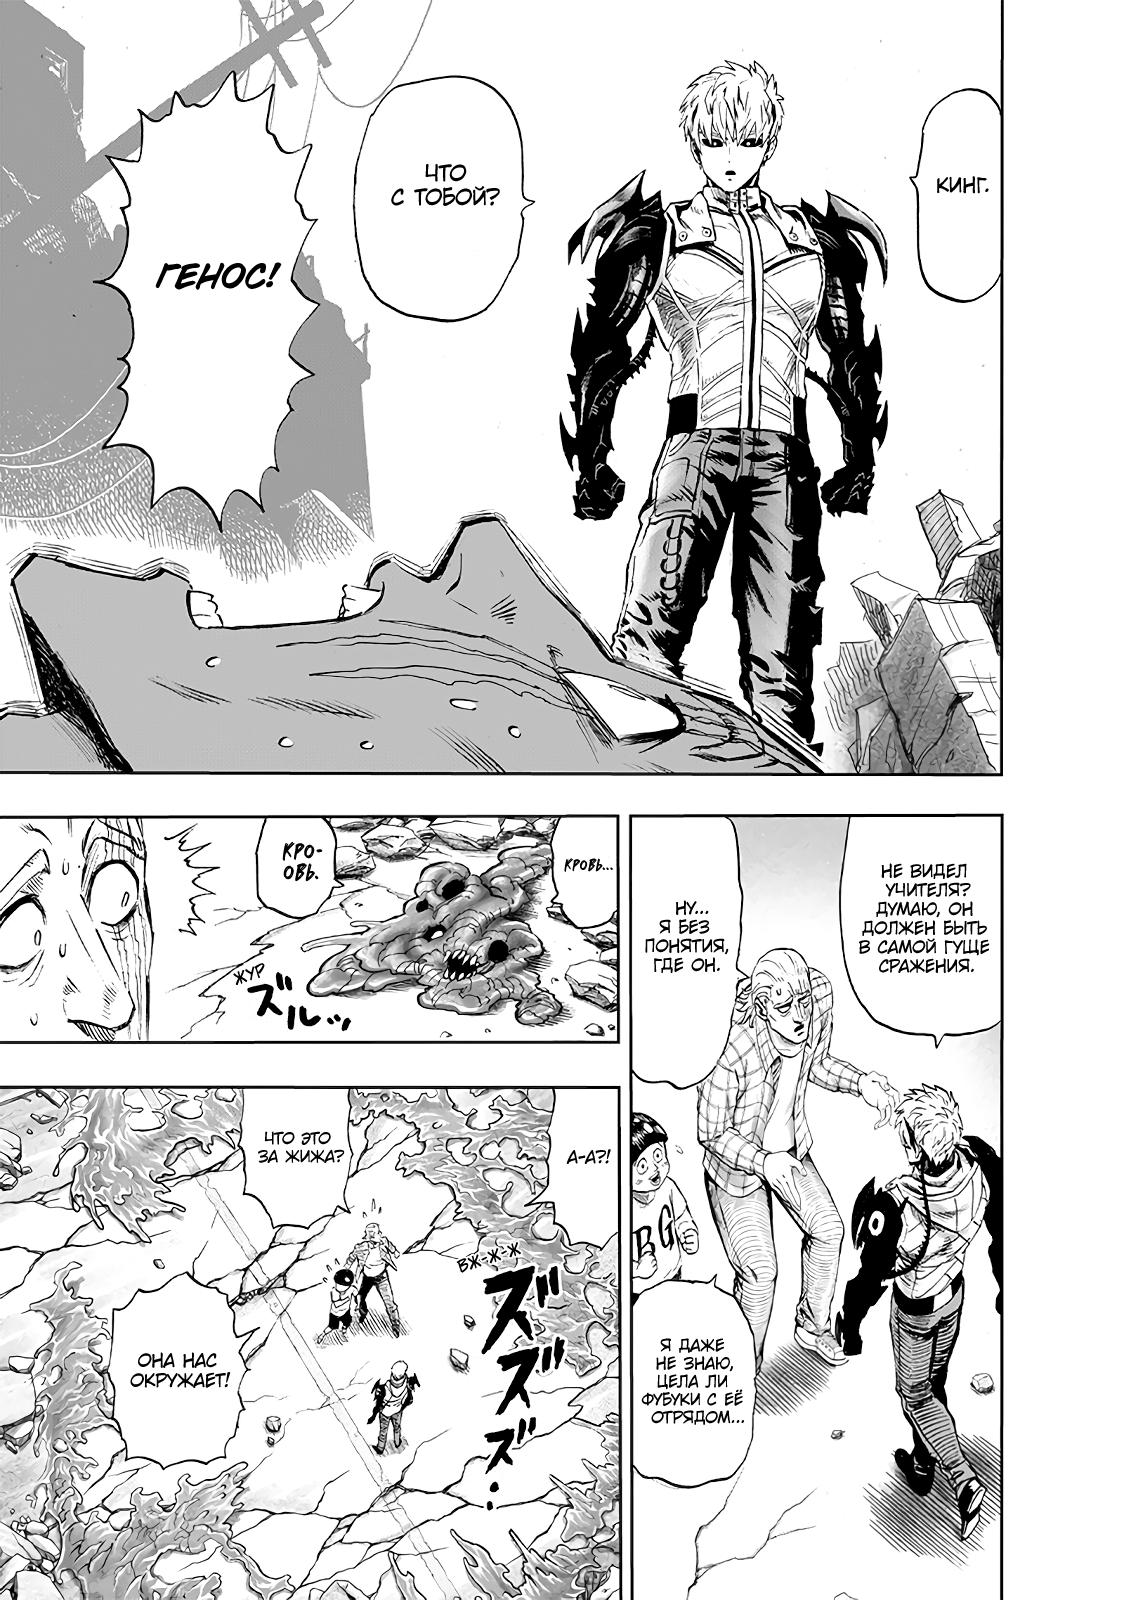 КИНГ.
ЧТО
С ТОБОЙ?
ГЕНОС!
НЕ ВИДЕЛ
УЧИТЕЛЯ?
ДУМАЮ, ОН
ДОЛЖЕН БЫТЬ
В САМОЙ ГУЩЕ
СРАЖЕНИЯ.
НУ...
Я БЕЗ
ПОНЯТИЯ,
ГДЕ ОН.
BG
Я ДАЖЕ
НЕ ЗНАЮ,
ЦЕЛА ЛИ
ФУБУКИ С ЕЁ
ОТРЯДОМ...
КРОВЬ...
КРО-
ОВЬ.
ЖУР
ズルッ
А-А?!
ЧТО ЭТО
ЗА ЖИЖА?
ВЖ-Ж-Ж
ズズズ...
ОНА НАС
ОКРУЖАЕТ!